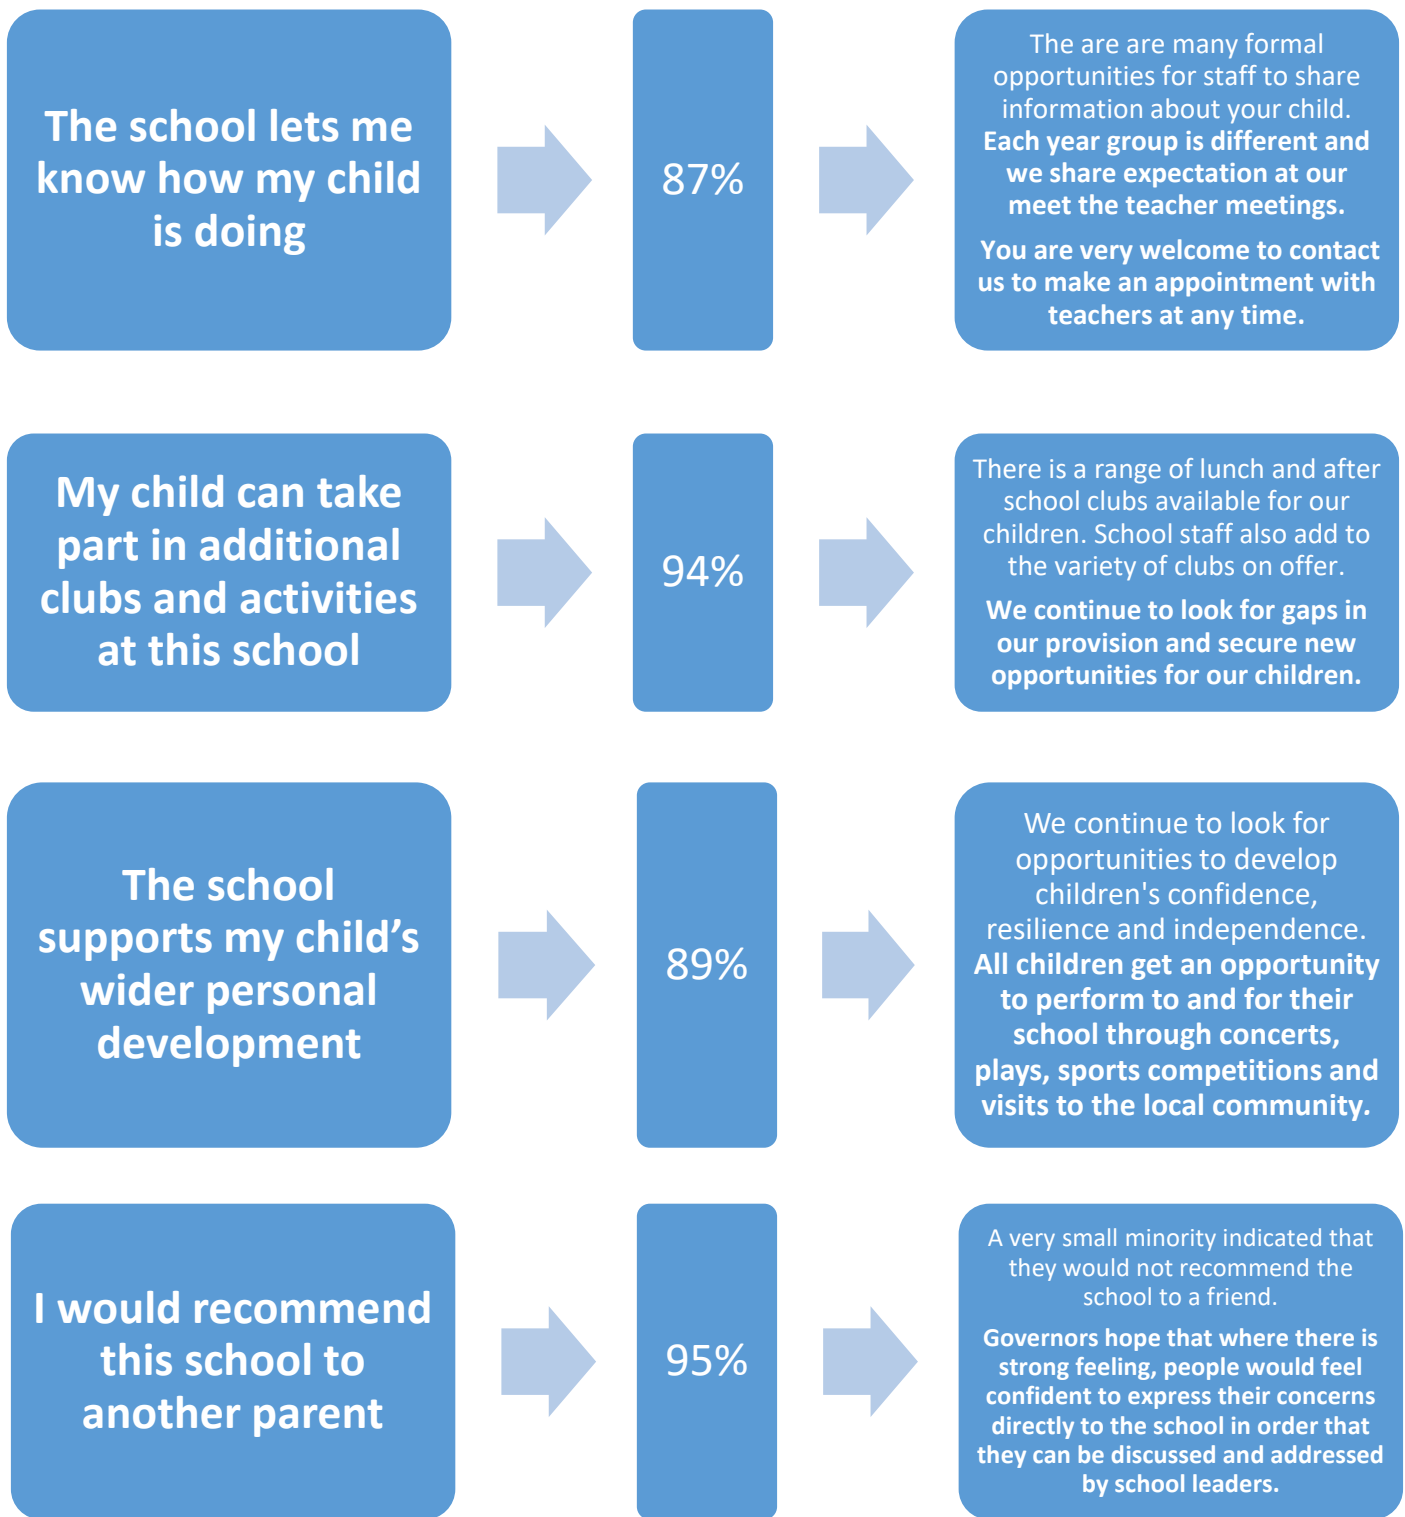 The school lets me
know how my child
is doing
87%
The are are many formal
opportunities for staff to share
information about your child.
Each year group is different and
we share expectation at our
meet the teacher meetings.
You are very welcome to contact
us to make an appointment with
teachers at any time.
My child can take
part in additional
clubs and activities
at this school
94%
There is a range of lunch and after
school clubs available for our
children. School staff also add to
the variety of clubs on offer.
We continue to look for gaps in
our provision and secure new
opportunities for our children.
The school
supports my child’s
wider personal
development
89%
We continue to look for
opportunities to develop
children's confidence,
resilience and independence.
All children get an opportunity
to perform to and for their
school through concerts,
plays, sports competitions and
visits to the local community.
I would recommend
this school to
another parent
95%
A very small minority indicated that
they would not recommend the
school to a friend.
Governors hope that where there is
strong feeling, people would feel
confident to express their concerns
directly to the school in order that
they can be discussed and addressed
by school leaders.